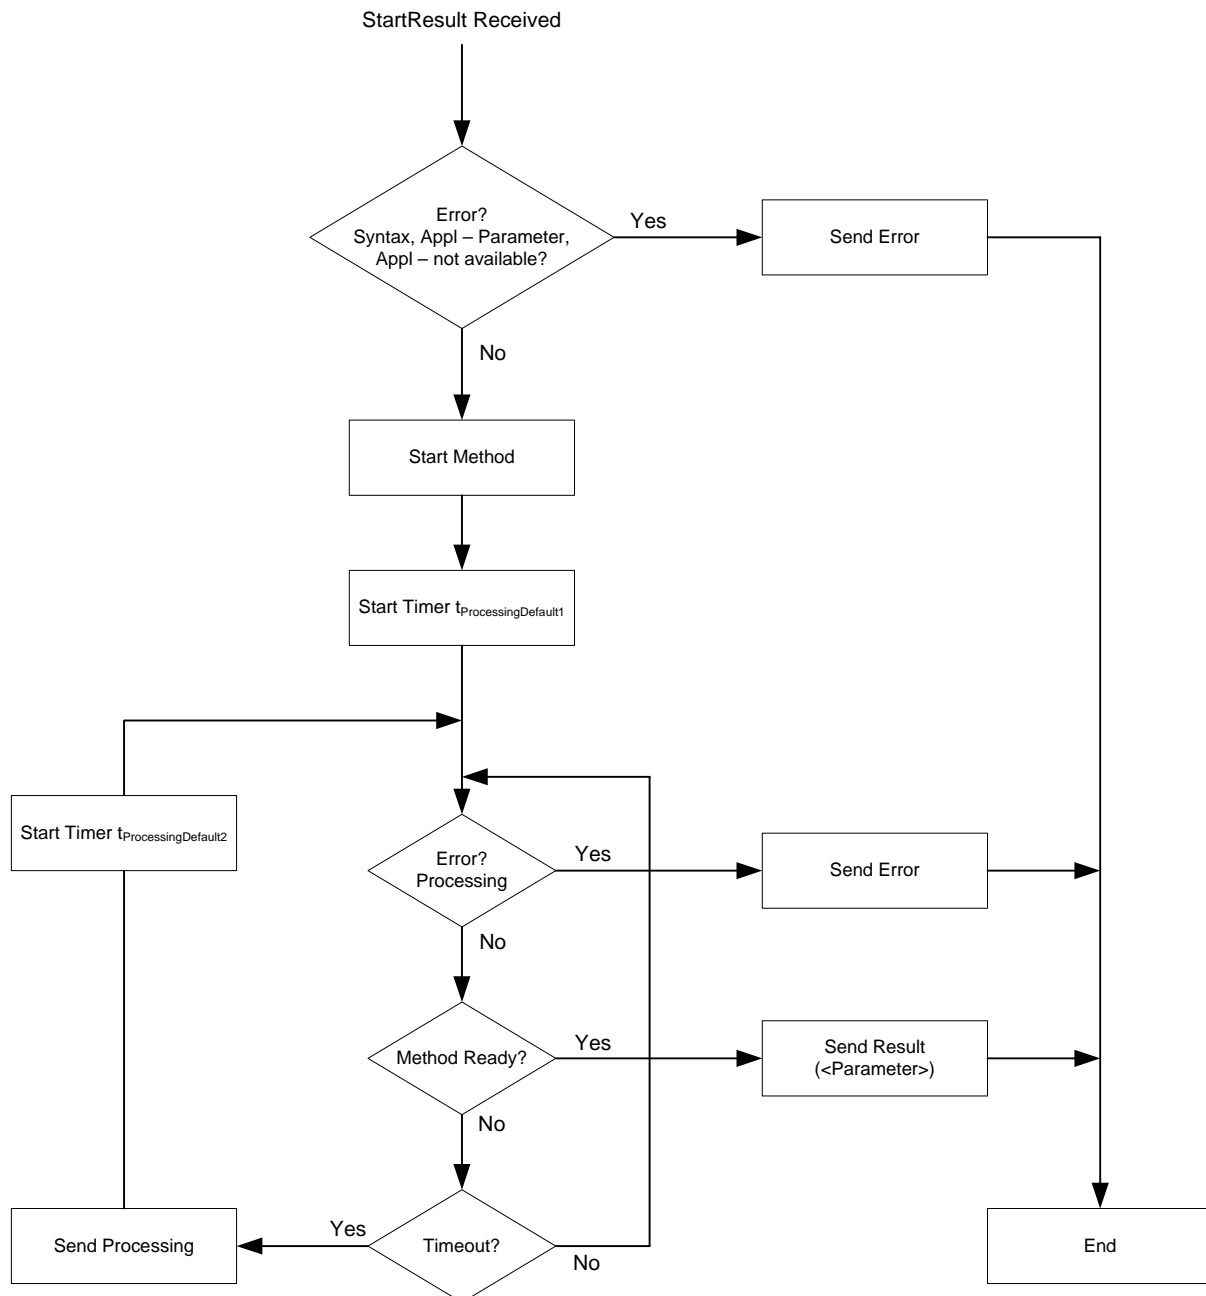 StartResult Received
Error?
Syntax, Appl – Parameter,
Appl – not available?
Yes
Send Error
No
Start Method
Start Timer tProcessingDefault1
Start Timer tProcessingDefault2
Error?
Processing
Yes
Send Error
No
Method Ready?
Yes
Send Result
(<Parameter>)
No
Send Processing
Yes
Timeout?
No
End